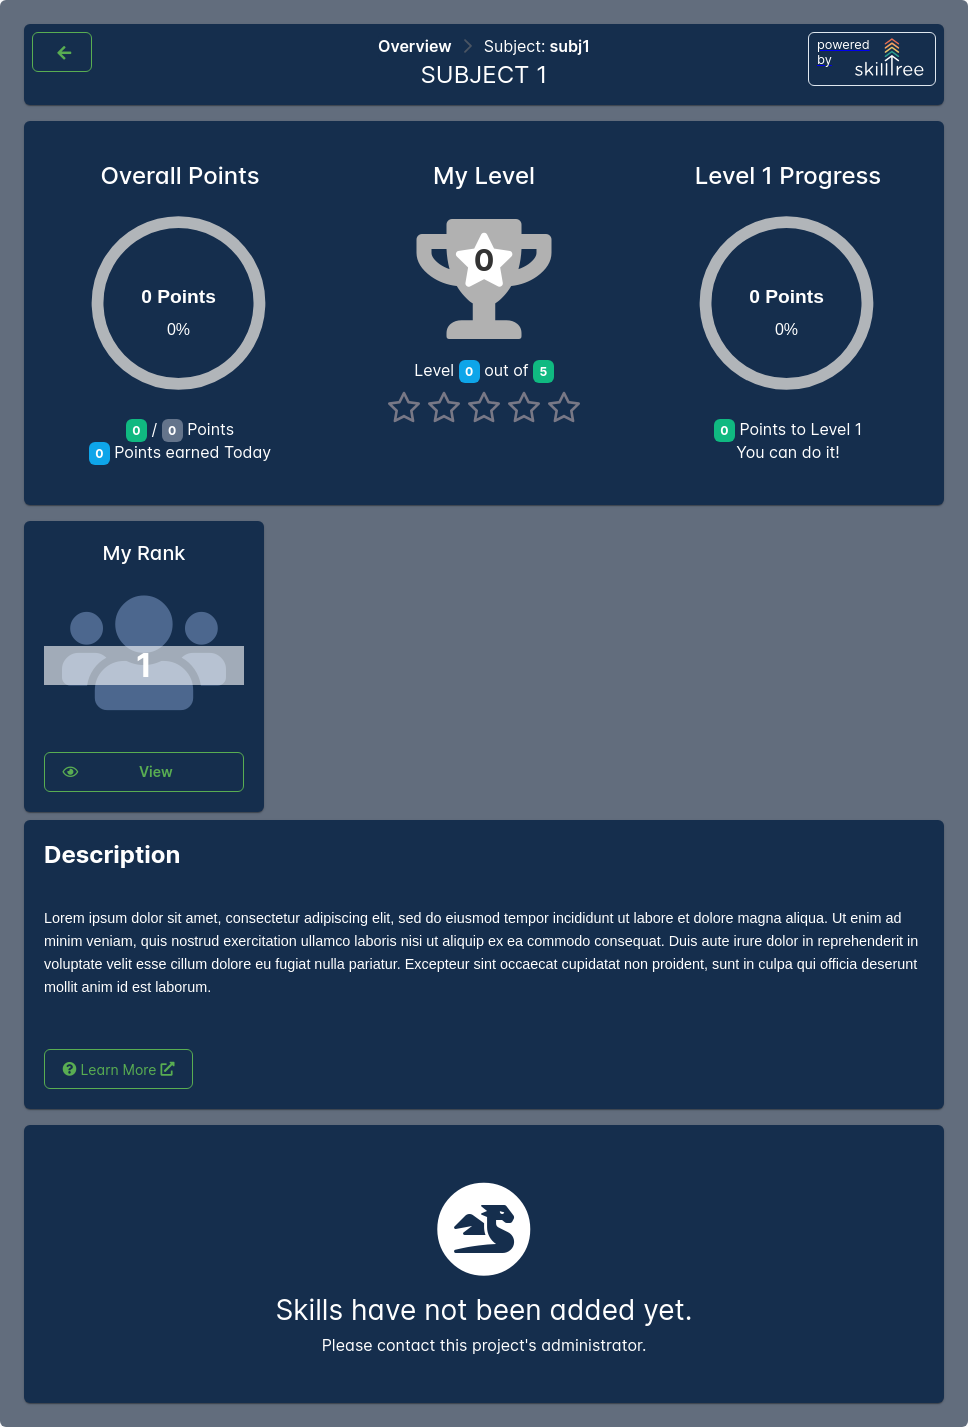 Overview > Subject: subj1
SUBJECT 1
powered
by
skilltree
Overall Points
0 Points
0%
0 / 0 Points
0 Points earned Today
My Level
0
Level 0 out of 5
Level 1 Progress
0 Points
0%
0 Points to Level 1
You can do it!
My Rank
1
View
Description
Lorem ipsum dolor sit amet, consectetur adipiscing elit, sed do eiusmod tempor incididunt ut labore et dolore magna aliqua. Ut enim ad
minim veniam, quis nostrud exercitation ullamco laboris nisi ut aliquip ex ea commodo consequat. Duis aute irure dolor in reprehenderit in
voluptate velit esse cillum dolore eu fugiat nulla pariatur. Excepteur sint occaecat cupidatat non proident, sunt in culpa qui officia deserunt
mollit anim id est laborum.
Learn More
Skills have not been added yet.
Please contact this project's administrator.